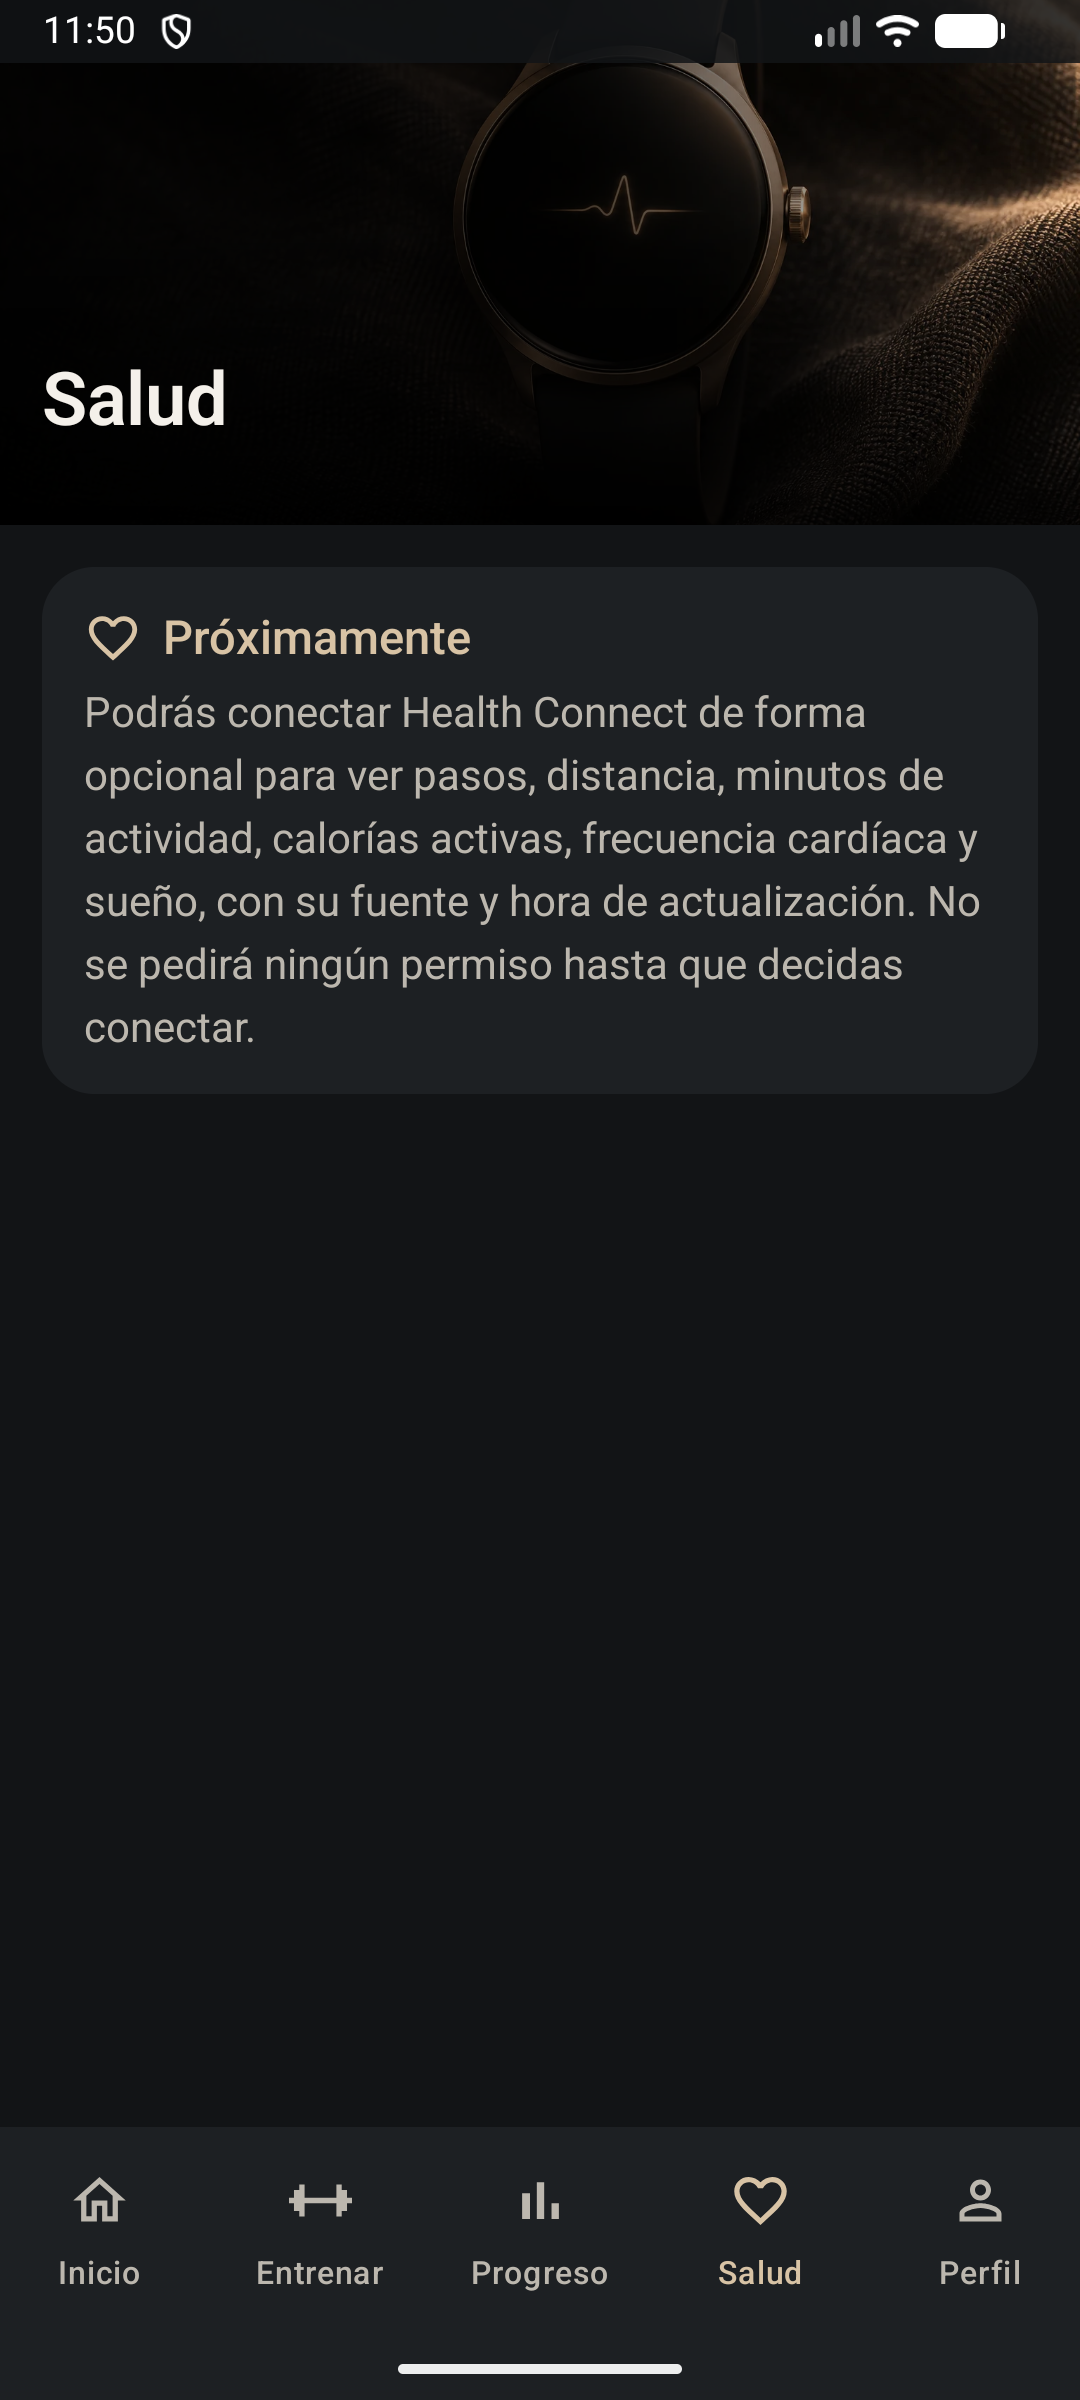 11:50
Salud
Próximamente
Podrás conectar Health Connect de forma
opcional para ver pasos, distancia, minutos de
actividad, calorías activas, frecuencia cardíaca y
sueño, con su fuente y hora de actualización. No
se pedirá ningún permiso hasta que decidas
conectar.
Inicio
Entrenar
Progreso
Salud
Perfil